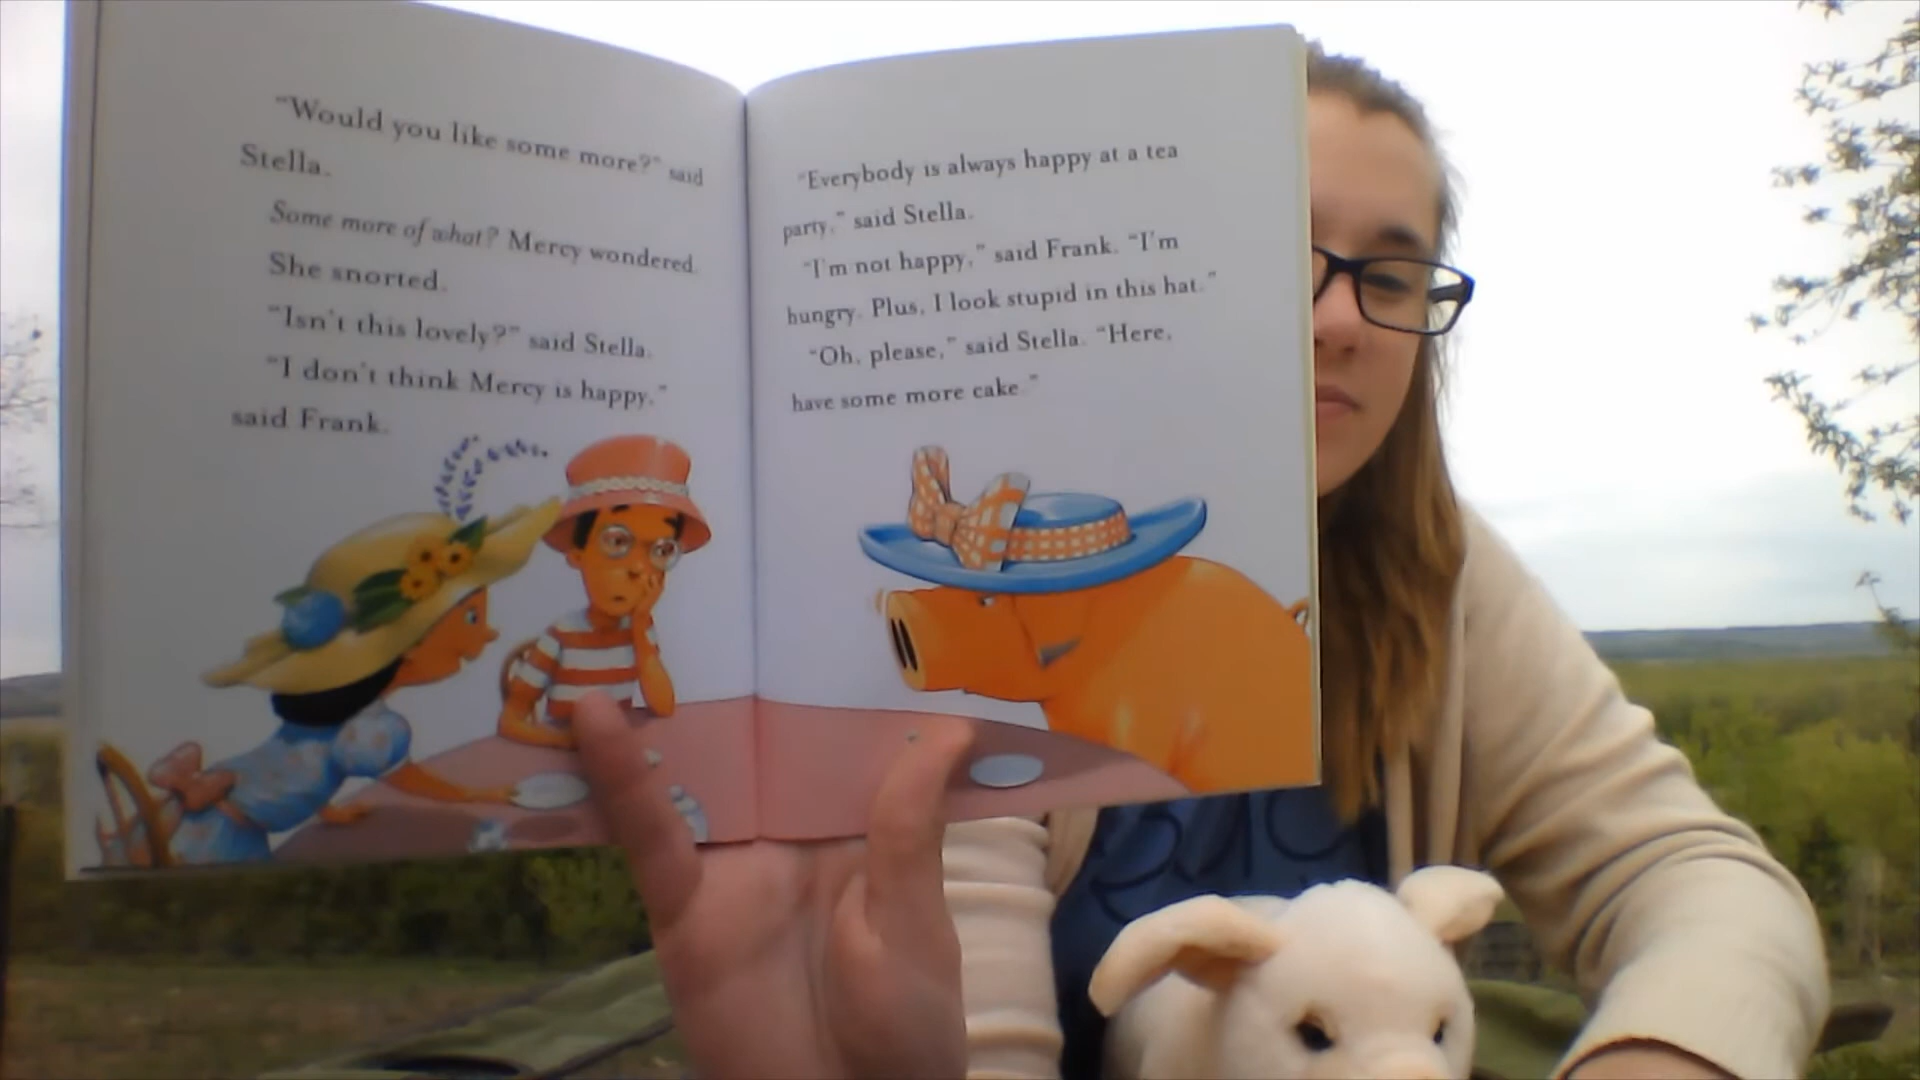 "Would you like some more?" said
Stella.
Some more of what? Mercy wondered.
She snorted.
"Isn't this lovely?" said Stella.
"I don't think Mercy is happy,"
said Frank.
"Everybody is always happy at a tea
party," said Stella.
"I'm not happy," said Frank. "I'm
hungry. Plus, I look stupid in this hat."
"Oh, please," said Stella. "Here,
have some more cake."